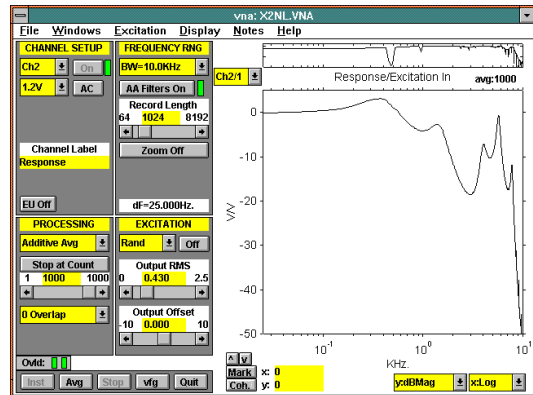 vna: X2NL.VNA
File Windows Excitation Display Notes Help
CHANNEL SETUP
Ch2 On
1.2V AC
Channel Label
Response
EU Off
FREQUENCY RNG
BW=10.0KHz
AA Filters On
Record Length
64 1024 8192
Zoom Off
dF=25.000Hz.
PROCESSING
Additive Avg
Stop at Count
1 1000 1000
0 Overlap
EXCITATION
Rand Off
Output RMS
0 0.430 2.5
Output Offset
-10 0.000 10
Ovld:
Inst Avg Stop vfg Quit
Ch2/1
Response/Excitation In avg:1000
0
-10
-20
-30
-40
-50
V/V
10-1 100 101
KHz.
^ v
Mark x: 0
Coh. y: 0
y:dBMag x:Log